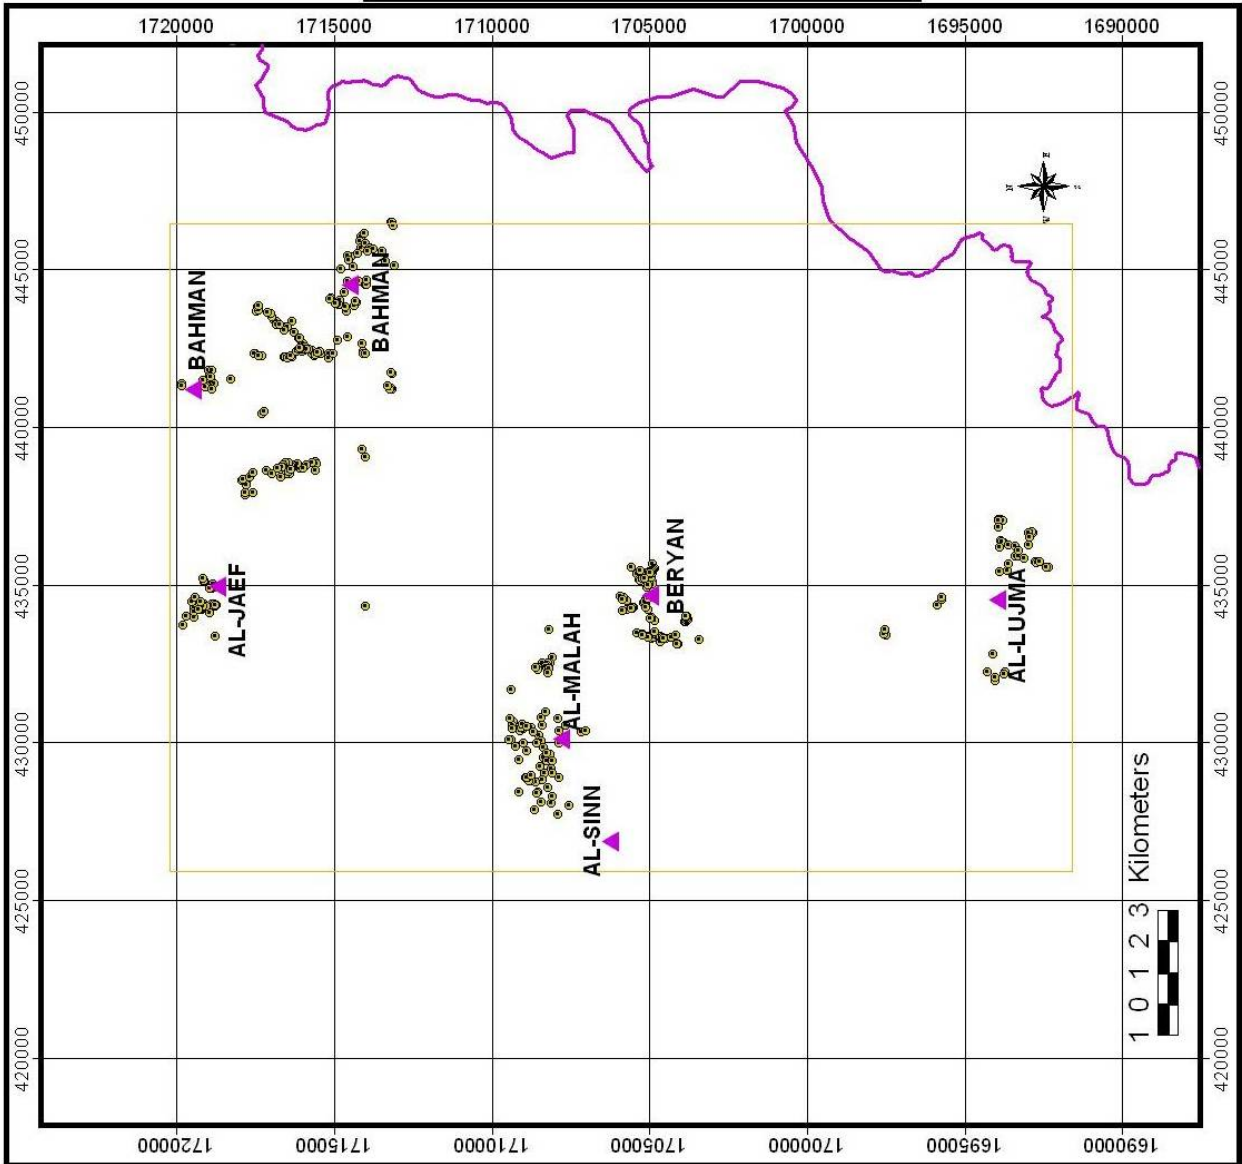 1720000 1715000 1710000 1705000 1700000 1695000 1690000
450000 450000
445000 445000
BAHMAN
BAHMAN
440000 440000
435000 435000
AL-JAEF
BERYAN
AL-LUJMA
AL-MALAH
430000 430000
AL-SINN
425000 425000
1 0 1 2 3 Kilometers
420000 420000
1720000 1715000 1710000 1705000 1700000 1695000 1690000